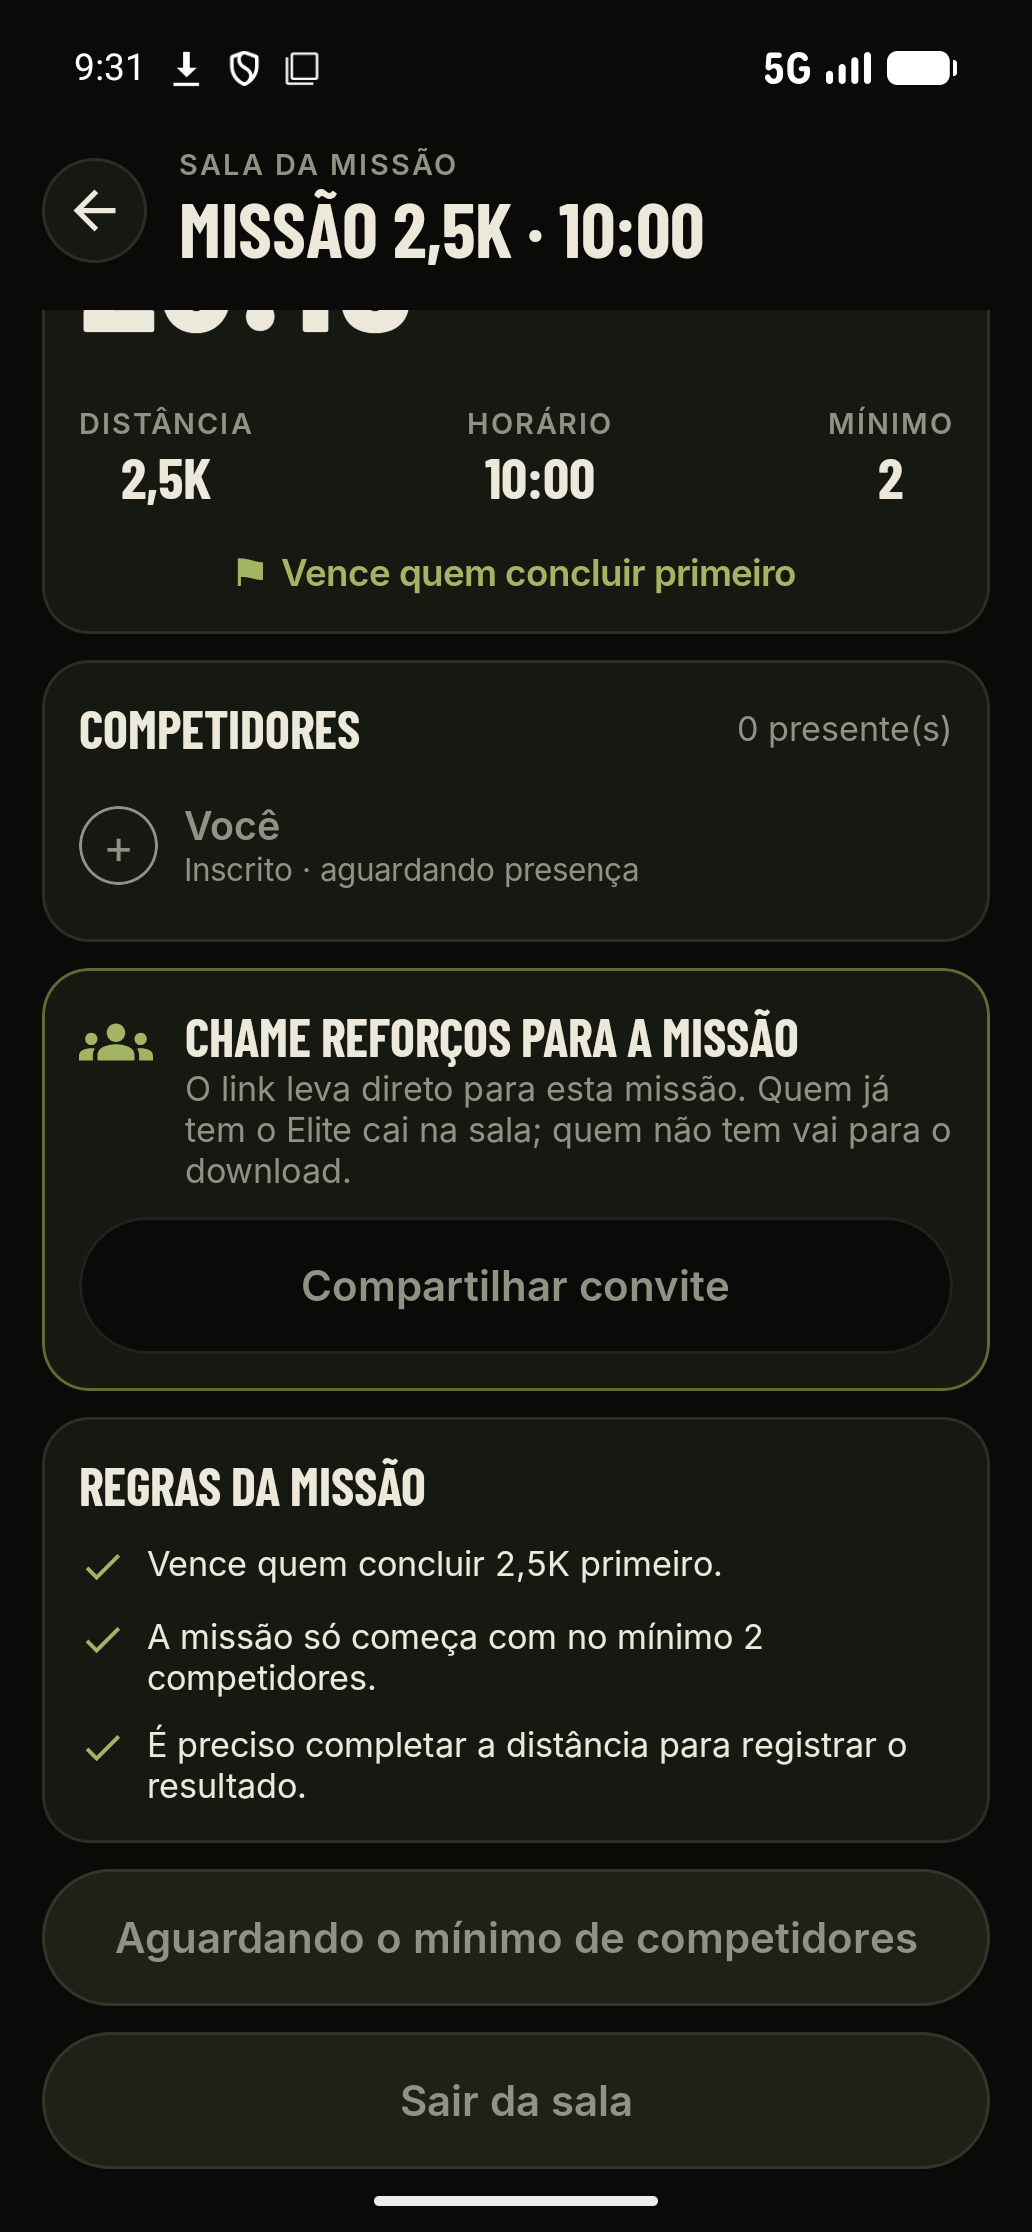 9:31
5G
SALA DA MISSÃO
MISSÃO 2,5K · 10:00
DISTÂNCIA
HORÁRIO
MÍNIMO
2,5K
10:00
2
Vence quem concluir primeiro
COMPETIDORES
0 presente(s)
+
Você
Inscrito · aguardando presença
CHAME REFORÇOS PARA A MISSÃO
O link leva direto para esta missão. Quem já
tem o Elite cai na sala; quem não tem vai para o
download.
Compartilhar convite
REGRAS DA MISSÃO
Vence quem concluir 2,5K primeiro.
A missão só começa com no mínimo 2
competidores.
É preciso completar a distância para registrar o
resultado.
Aguardando o mínimo de competidores
Sair da sala